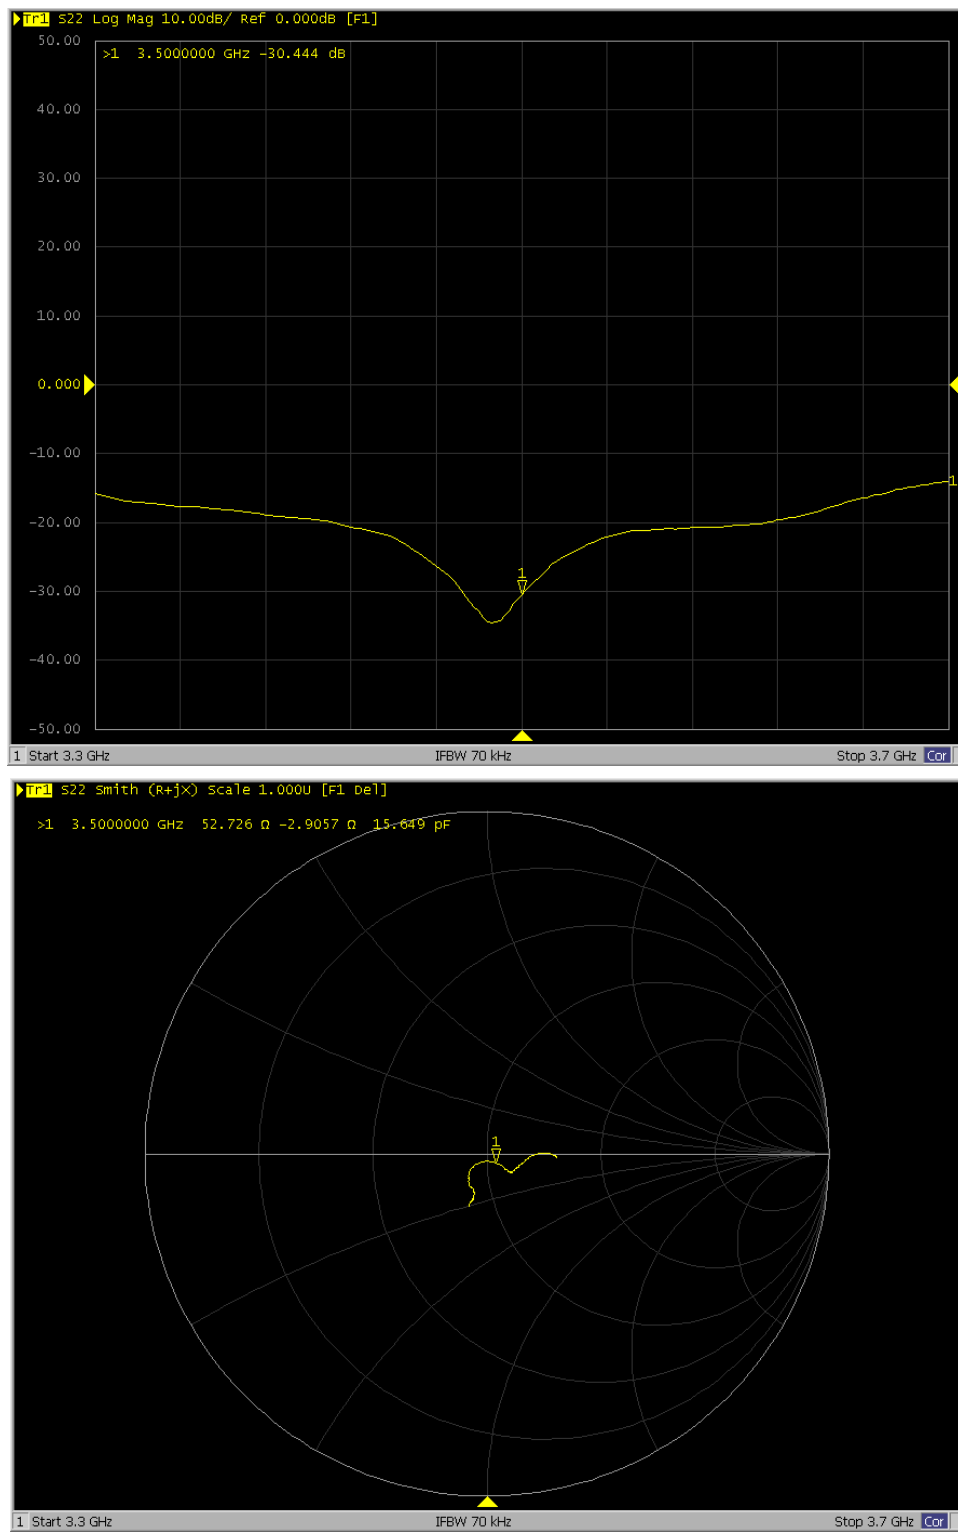 Tr1 S22 Log Mag 10.00dB/ Ref 0.000dB [F1]
50.00
>1 3.5000000 GHz -30.444 dB
40.00
30.00
20.00
10.00
0.000
-10.00
1
-20.00
1
-30.00
-40.00
-50.00
1 Start 3.3 GHz IFBW 70 kHz Stop 3.7 GHz Cor
Tr1 S22 Smith (R+jX) Scale 1.000U [F1 Del]
>1 3.5000000 GHz 52.726 Ω -2.9057 Ω 15.649 pF
1
1 Start 3.3 GHz IFBW 70 kHz Stop 3.7 GHz Cor